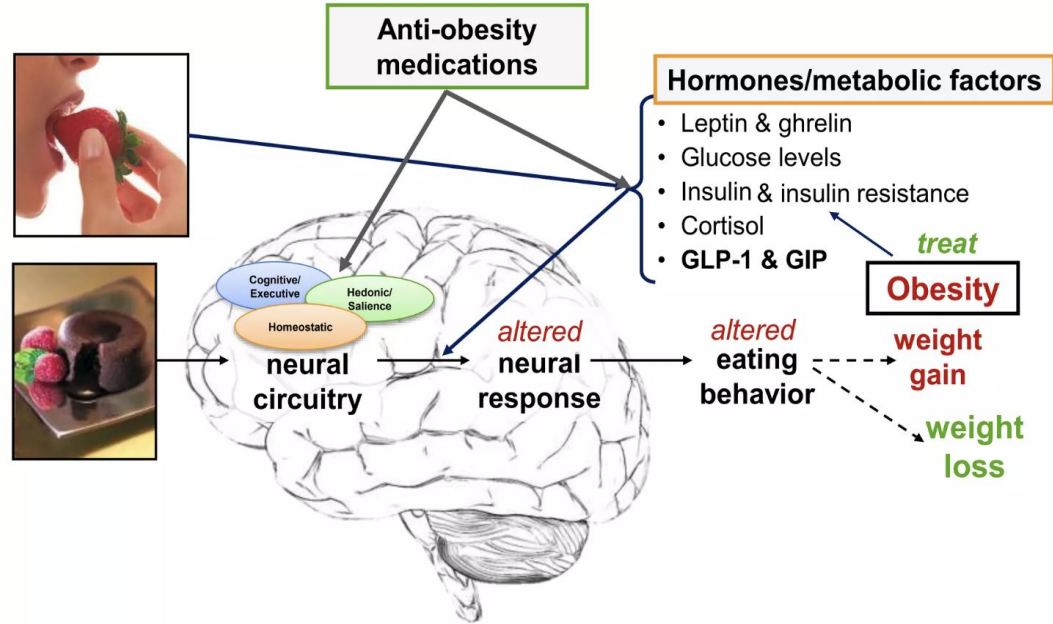 Anti-obesity
medications
Hormones/metabolic factors
• Leptin & ghrelin
• Glucose levels
• Insulin & insulin resistance
• Cortisol
• GLP-1 & GIP
treat
Obesity
Cognitive/
Executive
Hedonic/
Salience
Homeostatic
neural
circuitry
altered
neural
response
altered
eating
behavior
weight
gain
weight
loss